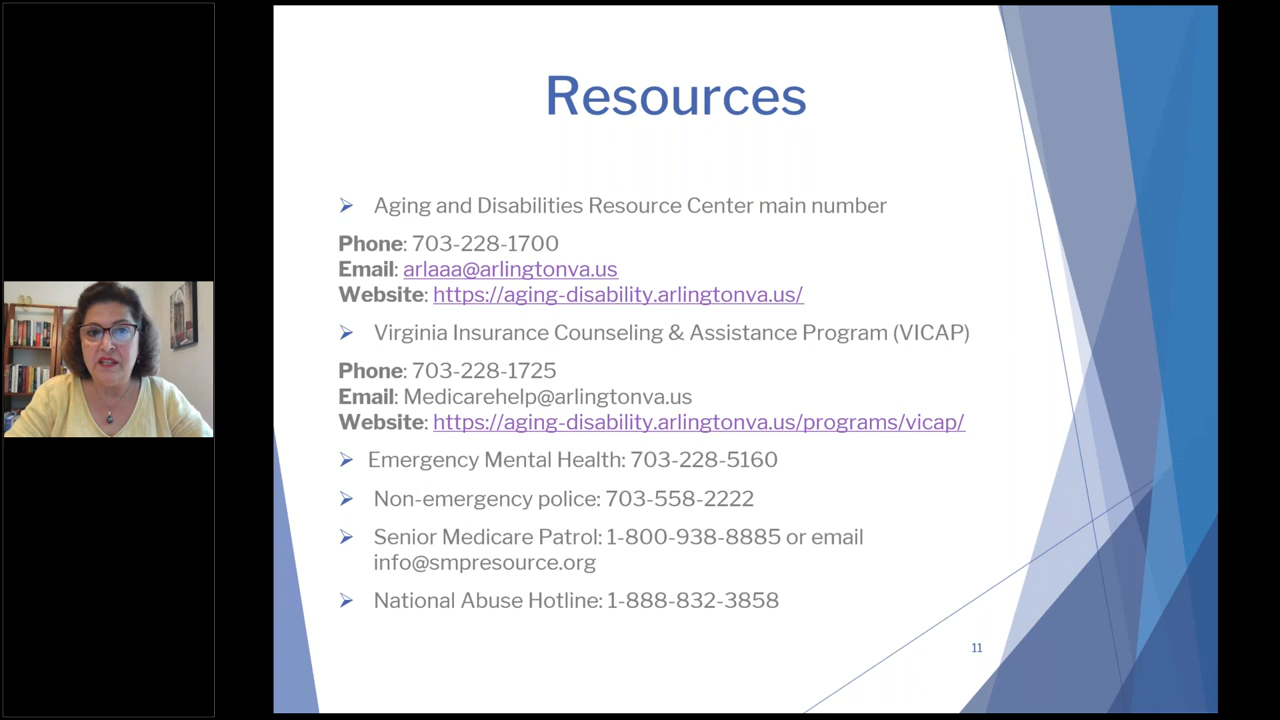 Resources
Aging and Disabilities Resource Center main number
Phone: 703-228-1700
Email: arlaaa@arlingtonva.us
Website: https://aging-disability.arlingtonva.us/
Virginia Insurance Counseling & Assistance Program (VICAP)
Phone: 703-228-1725
Email: Medicarehelp@arlingtonva.us
Website: https://aging-disability.arlingtonva.us/programs/vicap/
Emergency Mental Health: 703-228-5160
Non-emergency police: 703-558-2222
Senior Medicare Patrol: 1-800-938-8885 or email
info@smpresource.org
National Abuse Hotline: 1-888-832-3858
11